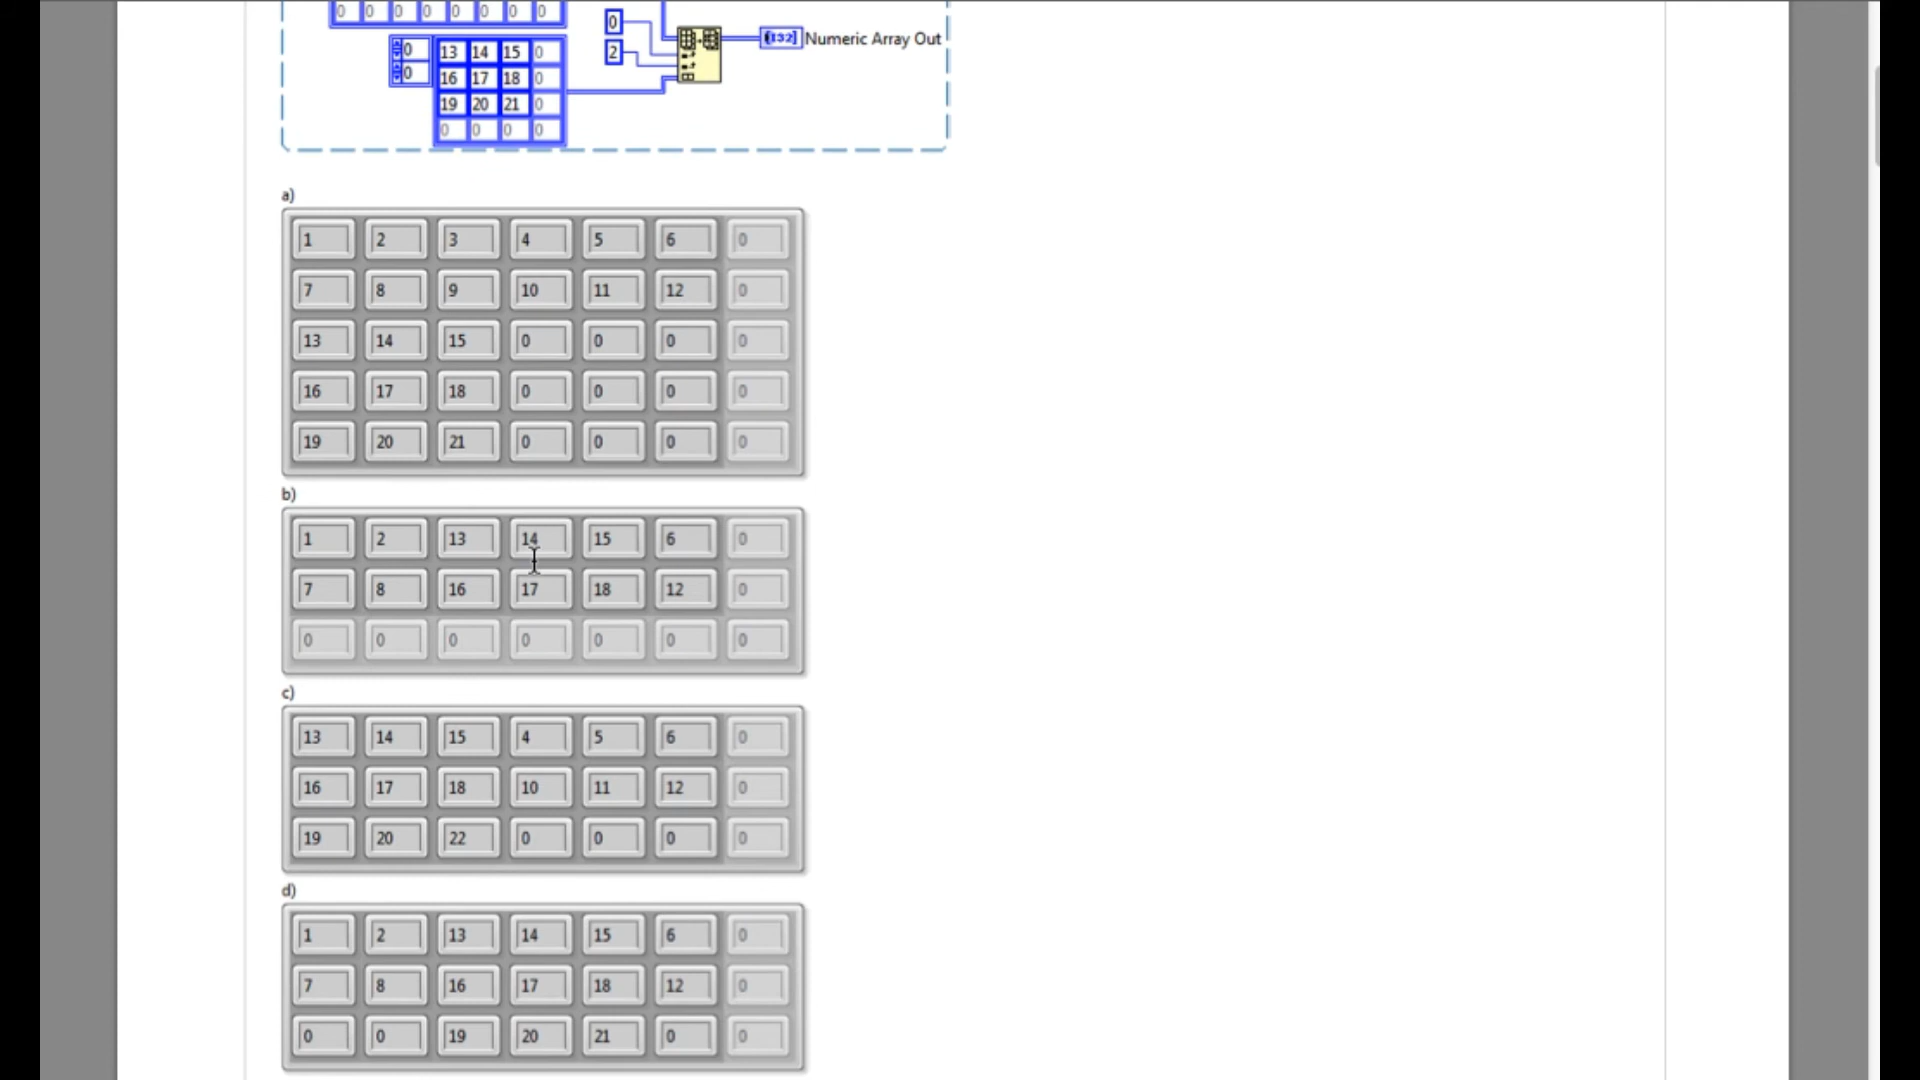 0 0 0 0 0 0 0 0
0 13 14 15 0 2
0 16 17 18 0
19 20 21 0
0 0 0 0
[I32] Numeric Array Out
a)
1 2 3 4 5 6 0
7 8 9 10 11 12 0
13 14 15 0 0 0 0
16 17 18 0 0 0 0
19 20 21 0 0 0 0
b)
1 2 13 14 15 6 0
7 8 16 17 18 12 0
0 0 0 0 0 0 0
c)
13 14 15 4 5 6 0
16 17 18 10 11 12 0
19 20 22 0 0 0 0
d)
1 2 13 14 15 6 0
7 8 16 17 18 12 0
0 0 19 20 21 0 0